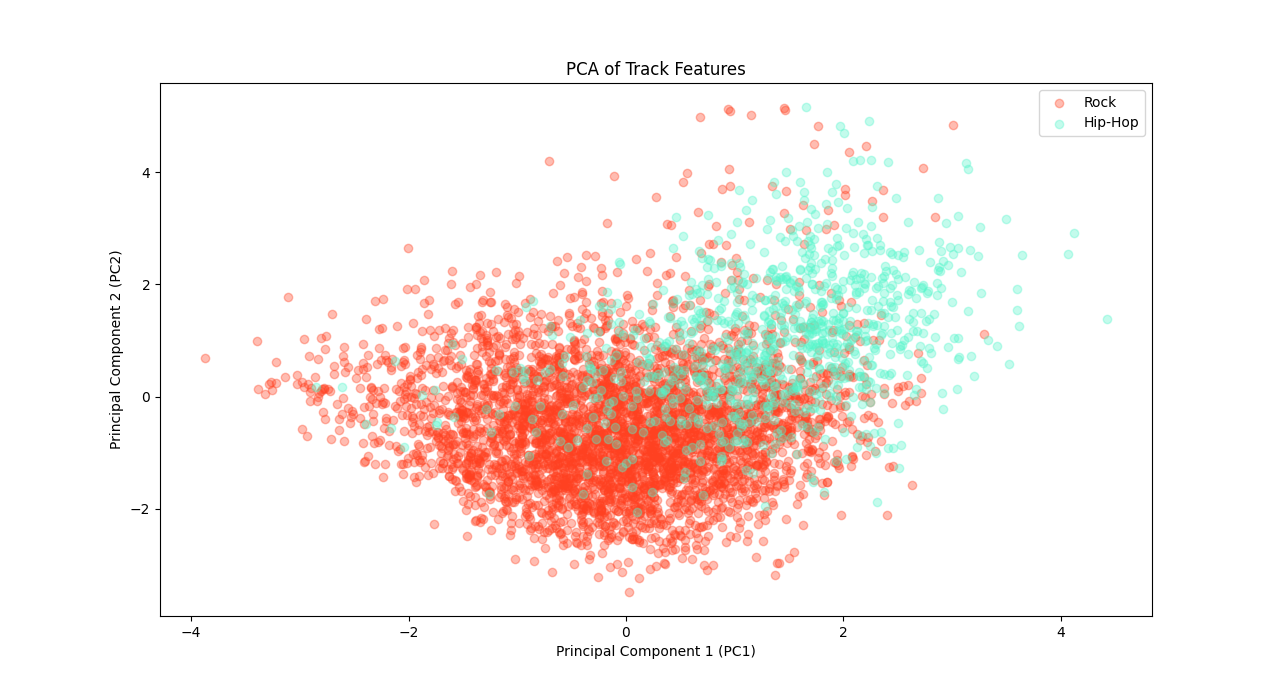 PCA of Track Features
Rock
Hip-Hop
Principal Component 2 (PC2)
4
2
0
−2
−4
−2
0
2
4
Principal Component 1 (PC1)